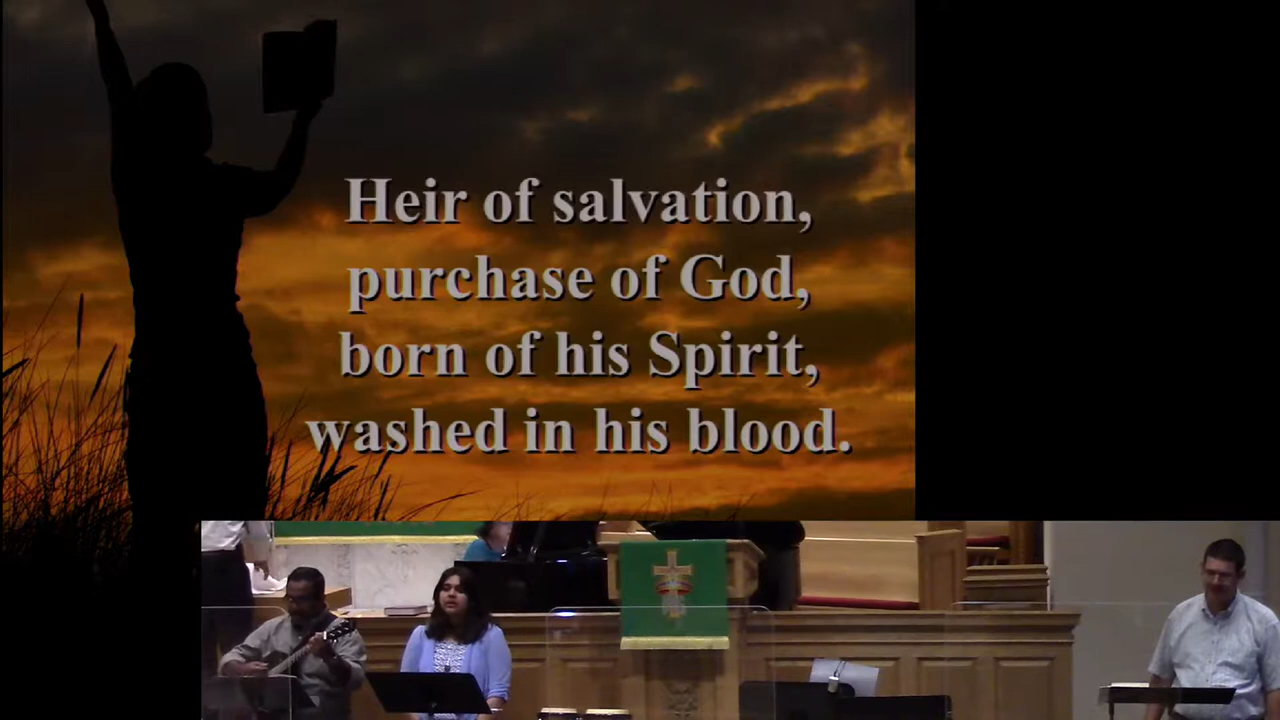 Heir of salvation,
purchase of God,
born of his Spirit,
washed in his blood.